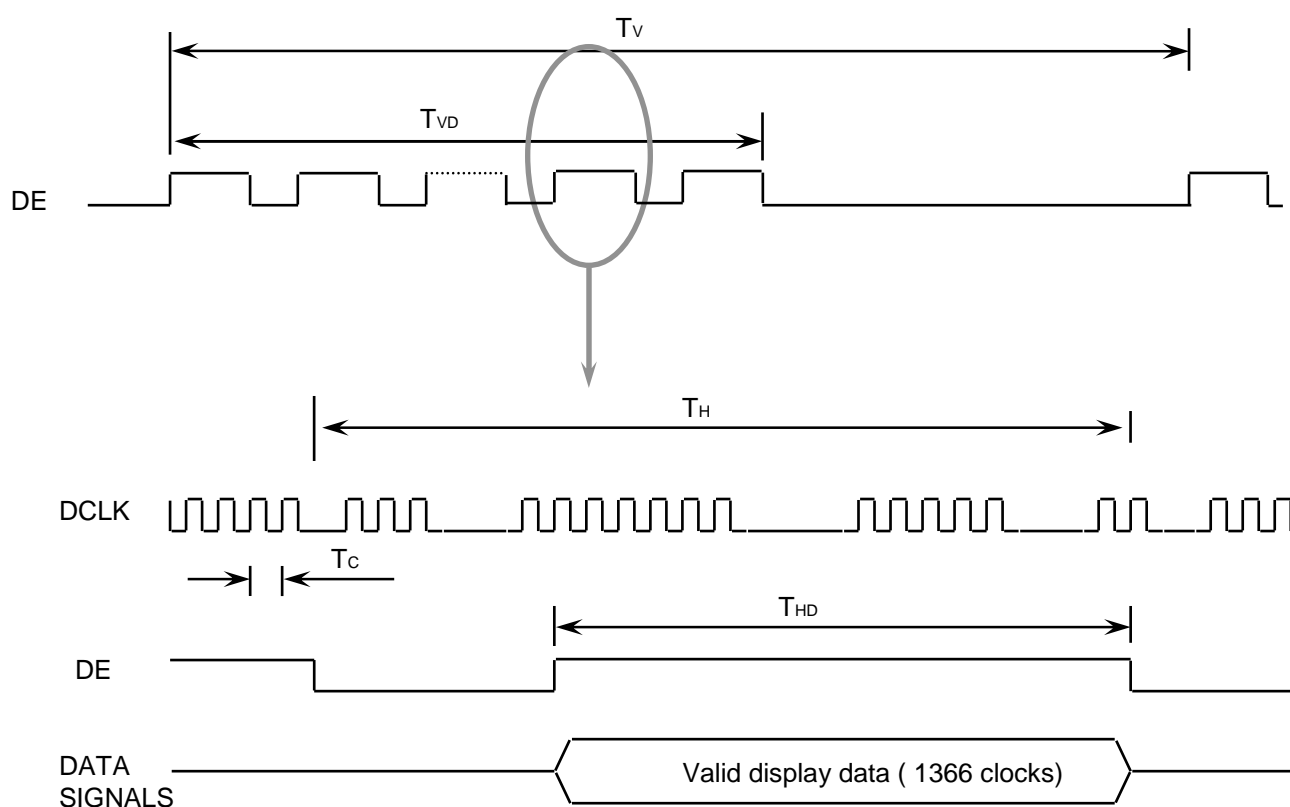 TV
TVD
DE
TH
DCLK
TC
THD
DE
DATA
SIGNALS
Valid display data ( 1366 clocks)